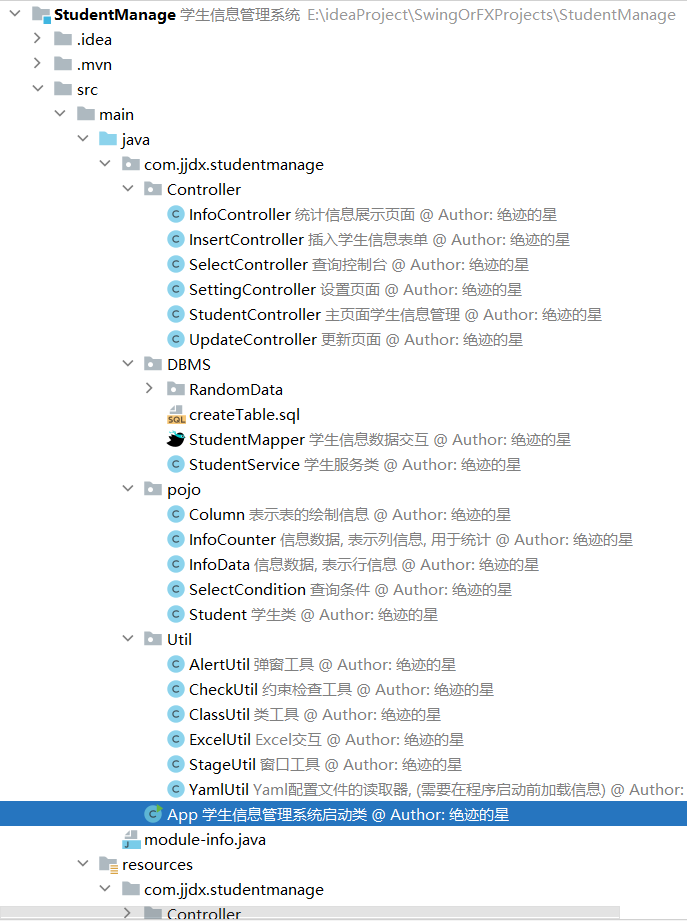 StudentManage 学生信息管理系统 E:\ideaProject\SwingOrFXProjects\StudentManage
.idea
.mvn
src
main
java
com.jjdx.studentmanage
Controller
InfoController 统计信息展示页面 @ Author: 绝迹的星
InsertController 插入学生信息表单 @ Author: 绝迹的星
SelectController 查询控制台 @ Author: 绝迹的星
SettingController 设置页面 @ Author: 绝迹的星
StudentController 主页面学生信息管理 @ Author: 绝迹的星
UpdateController 更新页面 @ Author: 绝迹的星
DBMS
RandomData
createTable.sql
StudentMapper 学生信息数据交互 @ Author: 绝迹的星
StudentService 学生服务类 @ Author: 绝迹的星
pojo
Column 表示表的绘制信息 @ Author: 绝迹的星
InfoCounter 信息数据, 表示列信息, 用于统计 @ Author: 绝迹的星
InfoData 信息数据, 表示行信息 @ Author: 绝迹的星
SelectCondition 查询条件 @ Author: 绝迹的星
Student 学生类 @ Author: 绝迹的星
Util
AlertUtil 弹窗工具 @ Author: 绝迹的星
CheckUtil 约束检查工具 @ Author: 绝迹的星
ClassUtil 类工具 @ Author: 绝迹的星
ExcelUtil Excel交互 @ Author: 绝迹的星
StageUtil 窗口工具 @ Author: 绝迹的星
YamlUtil Yaml配置文件的读取器, (需要在程序启动前加载信息) @ Author:
App 学生信息管理系统启动类 @ Author: 绝迹的星
module-info.java
resources
com.jjdx.studentmanage
Controller